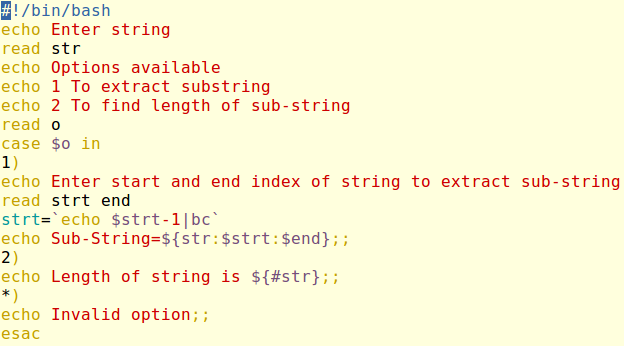 #!/bin/bash
echo Enter string
read str
echo Options available
echo 1 To extract substring
echo 2 To find length of sub-string
read o
case $o in
1)
echo Enter start and end index of string to extract sub-string
read strt end
strt=`echo $strt-1|bc`
echo Sub-String=${str:$strt:$end};;
2)
echo Length of string is ${#str};;
*)
echo Invalid option;;
esac